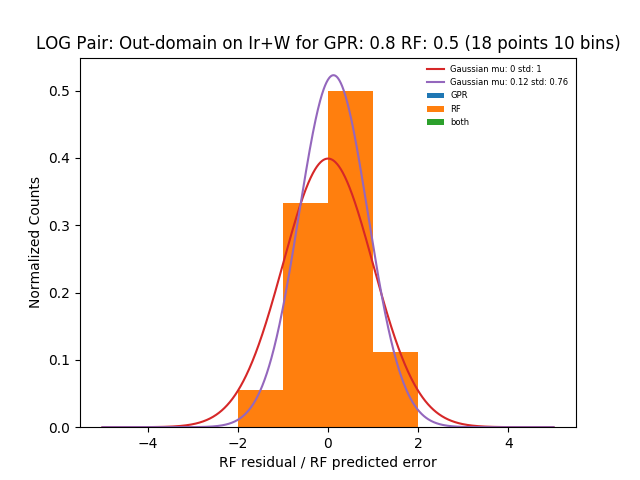 LOG Pair: Out-domain on Ir+W for GPR: 0.8 RF: 0.5 (18 points 10 bins)
Gaussian mu: 0 std: 1
Gaussian mu: 0.12 std: 0.76
GPR
RF
both
Normalized Counts
0.5
0.4
0.3
0.2
0.1
0.0
−4 −2 0 2 4
RF residual / RF predicted error